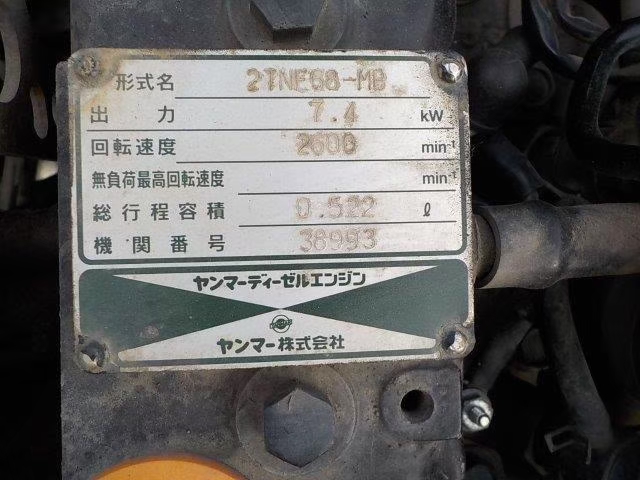 形式名 2TNE68-MB
出力 7.4 kW
回転速度 2600 min-1
無負荷最高回転速度 min-1
総行程容積 0.522 ℓ
機関番号 38993
ヤンマーディーゼルエンジン
ヤンマー株式会社